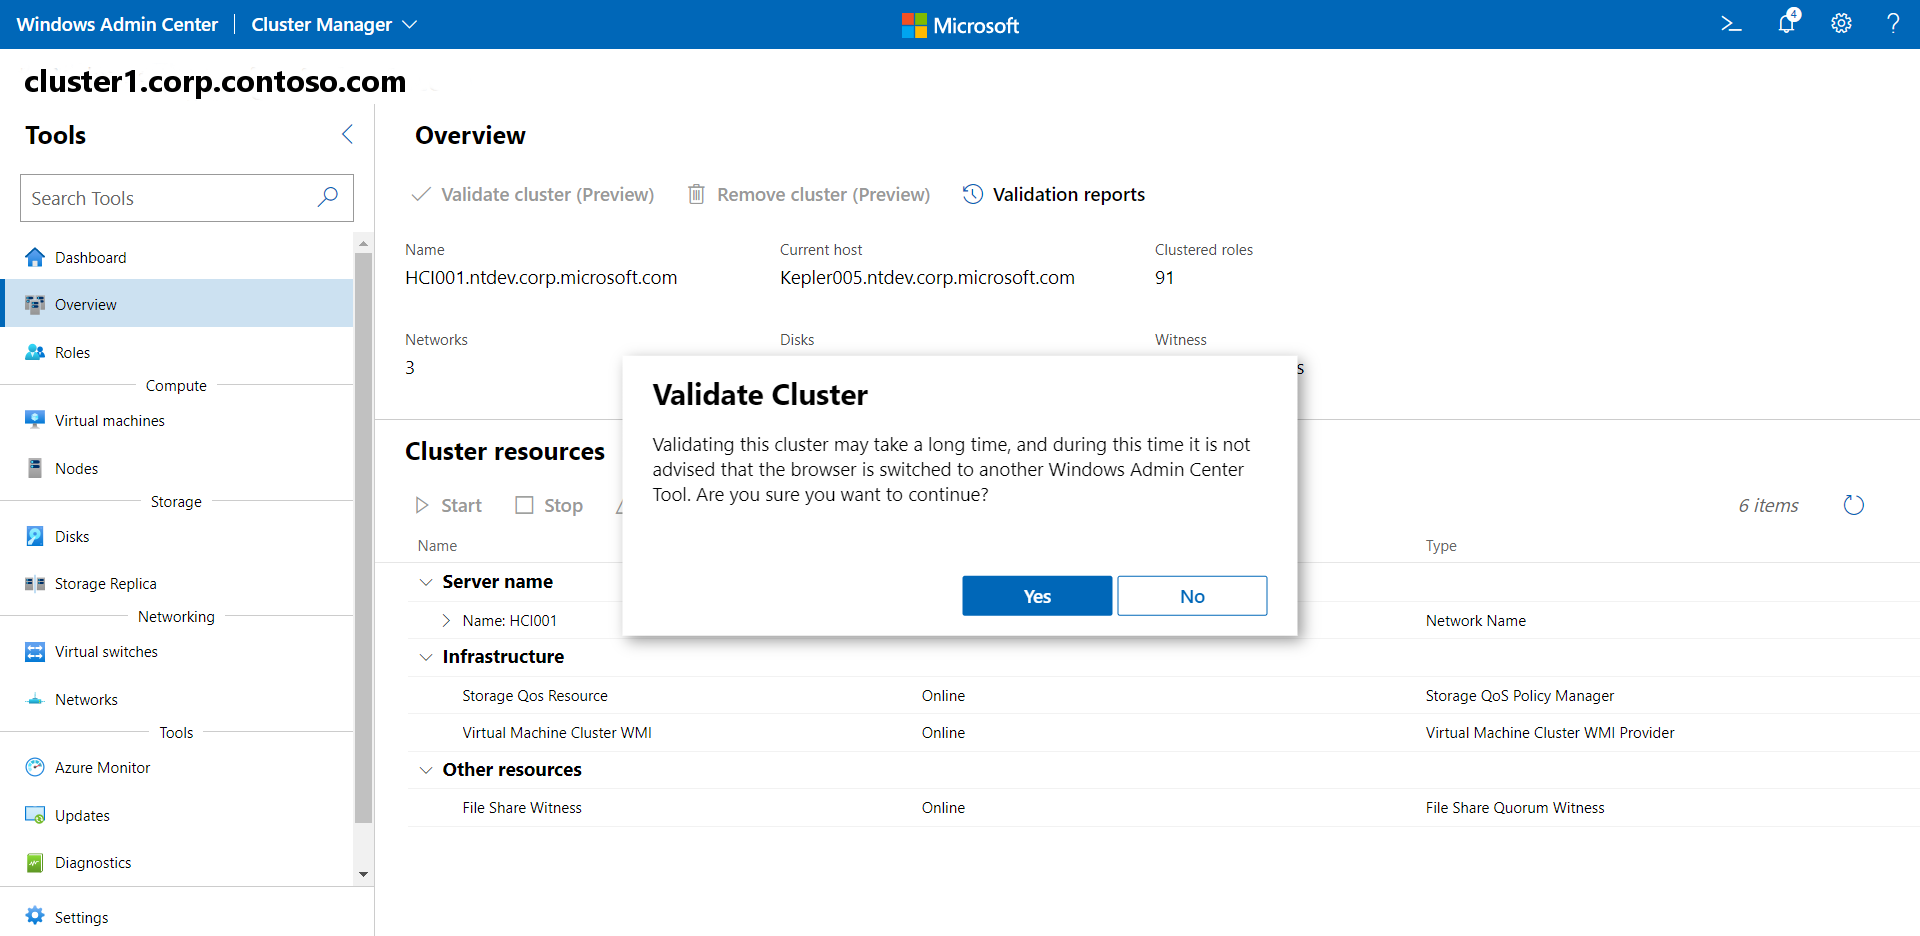 Windows Admin Center
Cluster Manager
Microsoft
4
?
cluster1.corp.contoso.com
Tools
Search Tools
Dashboard
Overview
Roles
Compute
Virtual machines
Nodes
Storage
Disks
Storage Replica
Networking
Virtual switches
Networks
Tools
Azure Monitor
Updates
Diagnostics
Settings
Overview
Validate cluster (Preview)
Remove cluster (Preview)
Validation reports
Name
Current host
Clustered roles
HCI001.ntdev.corp.microsoft.com
Kepler005.ntdev.corp.microsoft.com
91
Networks
Disks
Witness
3
s
Validate Cluster
Validating this cluster may take a long time, and during this time it is not
advised that the browser is switched to another Windows Admin Center
Tool. Are you sure you want to continue?
Yes
No
Cluster resources
Start
Stop
6 items
Name
Type
Server name
Name: HCI001
Network Name
Infrastructure
Storage Qos Resource
Online
Storage QoS Policy Manager
Virtual Machine Cluster WMI
Online
Virtual Machine Cluster WMI Provider
Other resources
File Share Witness
Online
File Share Quorum Witness